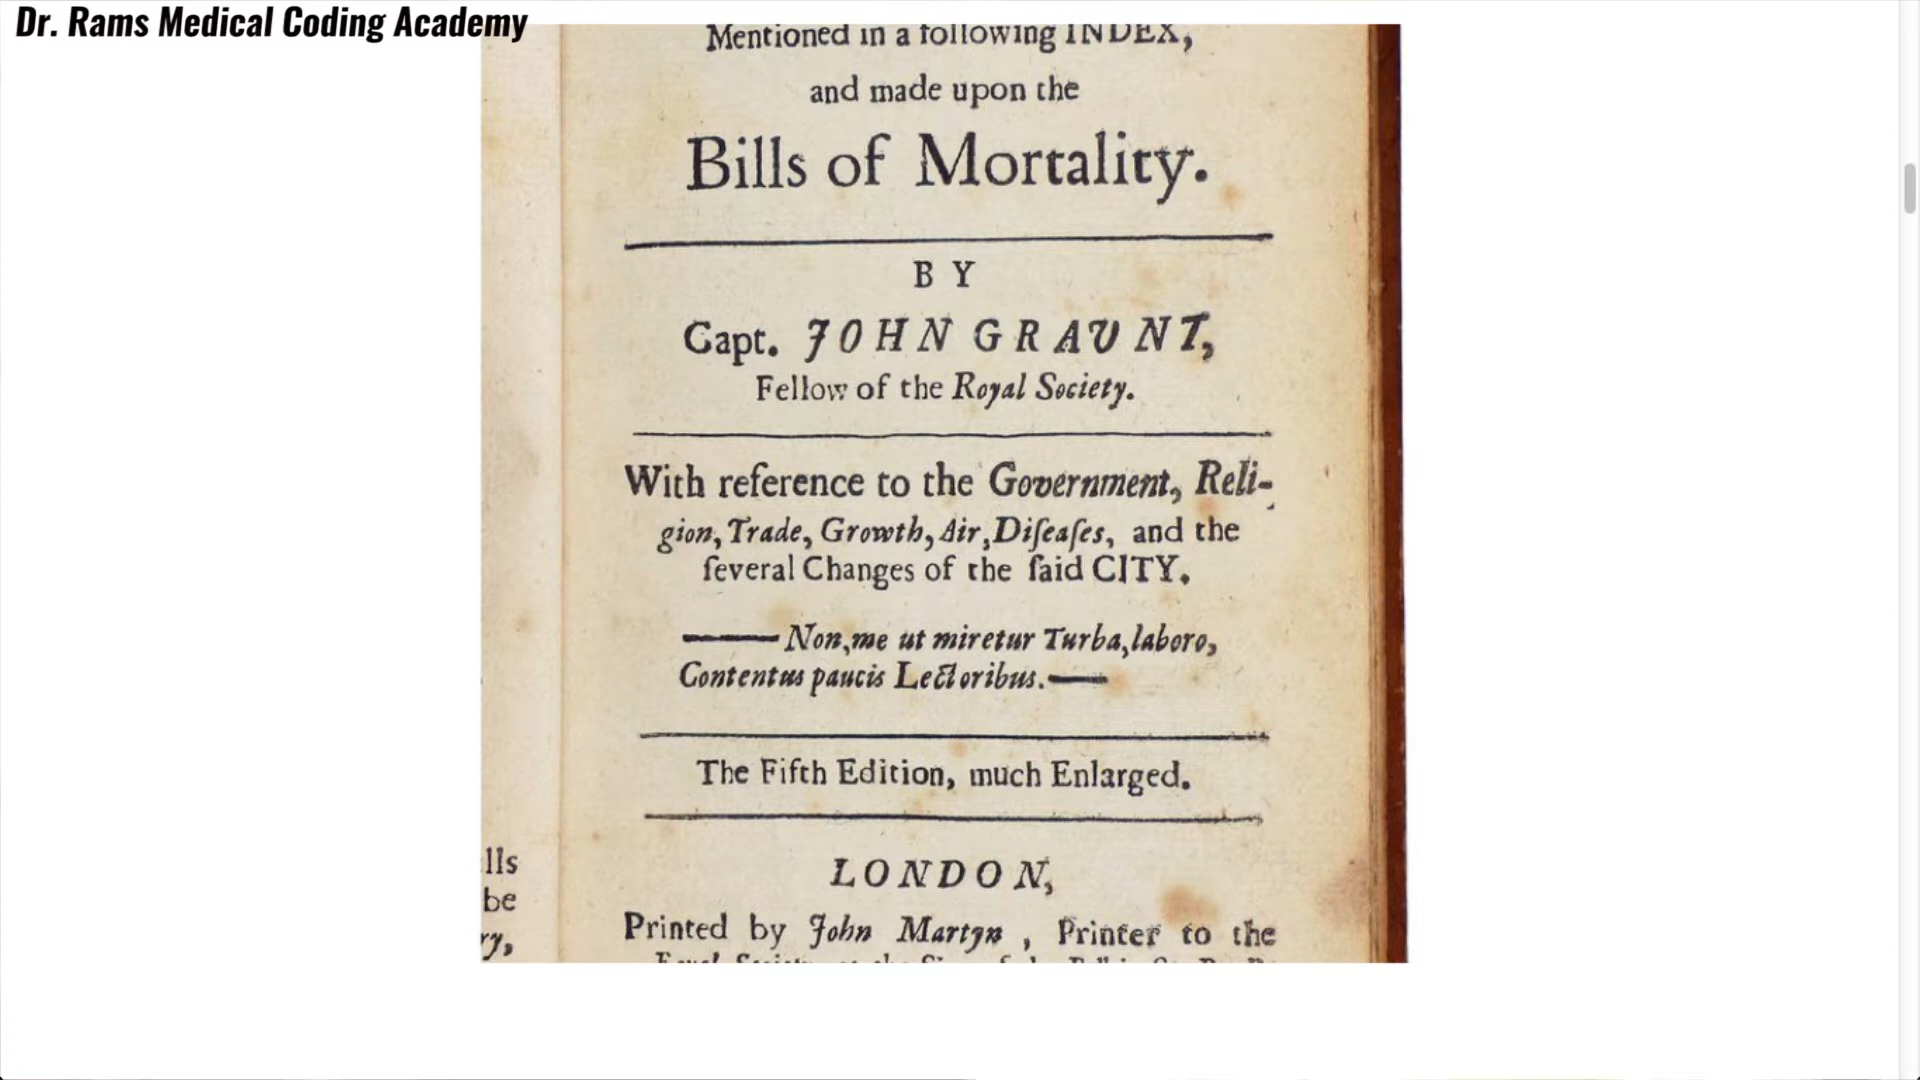 Dr. Rams Medical Coding Academy
Mentioned in a following INDEX,
and made upon the
Bills of Mortality.
BY
Capt. JOHN GRAVNT,
Fellow of the Royal Society.
With reference to the Government, Reli-
gion, Trade, Growth, Air, Diſeaſes, and the
ſeveral Changes of the ſaid CITY.
Non, me ut miretur Turba, laboro,
Contentus paucis Lectoribus.
The Fifth Edition, much Enlarged.
LONDON,
Printed by John Martyn, Printer to the
lls
be
ry,